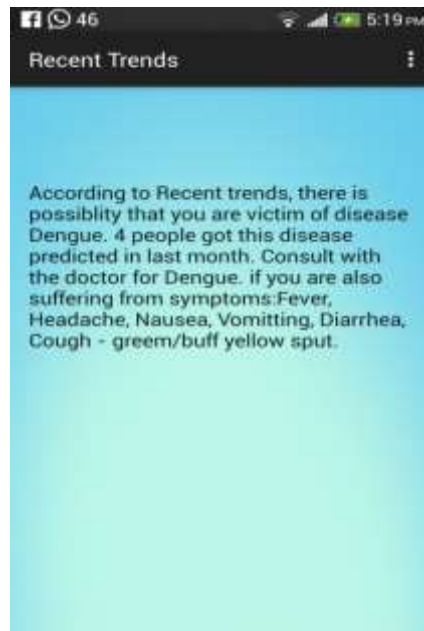 46 5:19 PM
Recent Trends
According to Recent trends, there is
possiblity that you are victim of disease
Dengue. 4 people got this disease
predicted in last month. Consult with
the doctor for Dengue. if you are also
suffering from symptoms:Fever,
Headache, Nausea, Vomitting, Diarrhea,
Cough - greem/buff yellow sput.